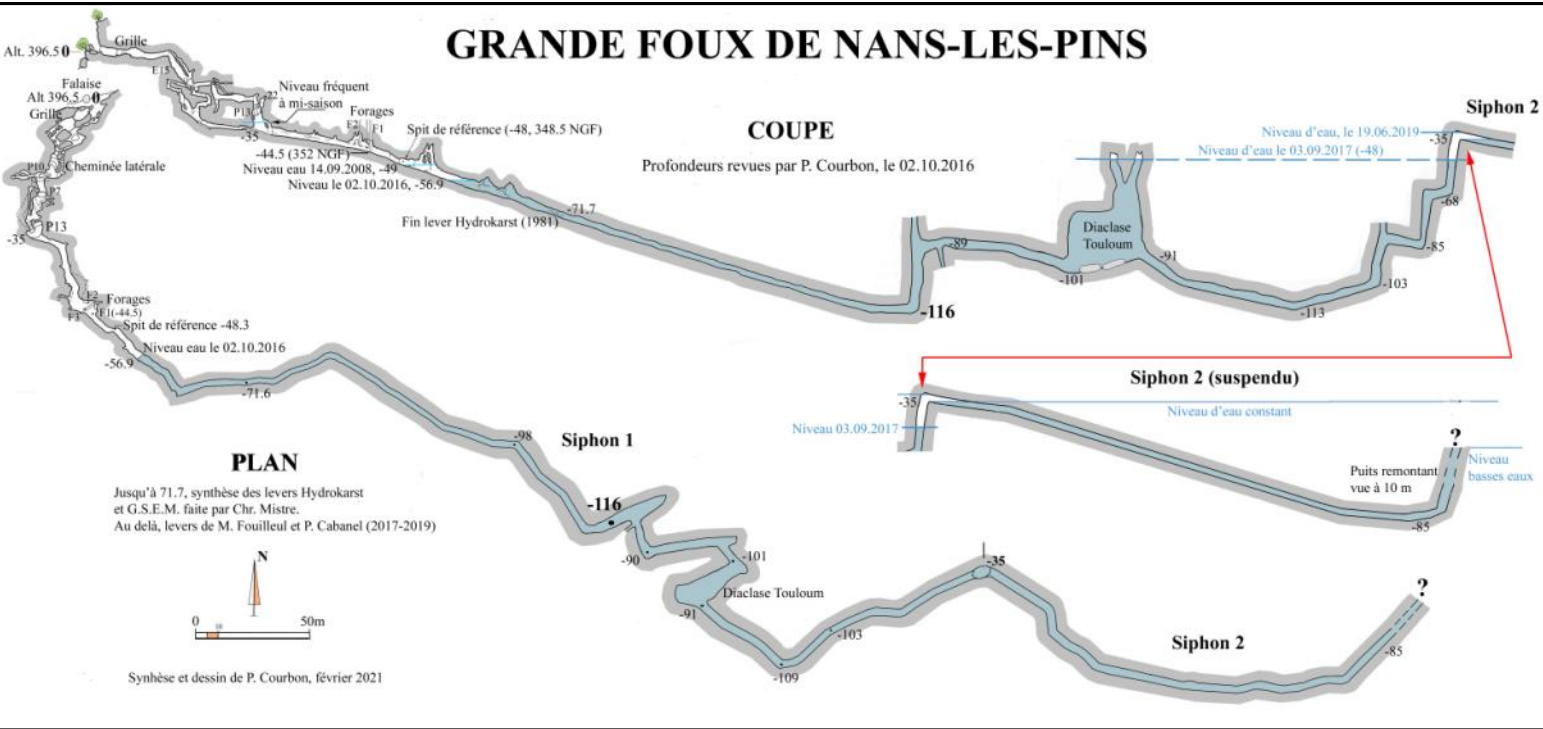 GRANDE FOUX DE NANS-LES-PINS
COUPE
Profondeurs revues par P. Courbon, le 02.10.2016
Alt. 396.5 0
Grille
E15
P13
-22
-35
Niveau fréquent
à mi-saison
Forages
F2
F1
Spit de référence (-48, 348.5 NGF)
-44.5 (352 NGF)
Niveau eau 14.09.2008, -49
Niveau le 02.10.2016, -56.9
Fin lever Hydrokarst (1981)
-71.7
-116
-89
-101
Diaclase
Touloum
-91
-113
-103
-85
-68
-35
Siphon 2
Niveau d'eau, le 19.06.2019
Niveau d'eau le 03.09.2017 (-48)
Siphon 2 (suspendu)
-35
Niveau d'eau constant
Niveau 03.09.2017
?
Puits remontant
vue à 10 m
Niveau
basses eaux
-85
Falaise
Alt 396.5 0
Grille
P10
Cheminée latérale
P13
-35
F2
Forages
F1(-44.5)
F3
Spit de référence -48.3
Niveau eau le 02.10.2016
-56.9
-71.6
-98
Siphon 1
-116
-90
-101
Diaclase Touloum
-91
-109
-103
-35
Siphon 2
-85
?
PLAN
Jusqu'à 71.7, synthèse des levers Hydrokarst
et G.S.E.M. faite par Chr. Mistre.
Au delà, levers de M. Fouilleul et P. Cabanel (2017-2019)
N
0 10 50m
Synhèse et dessin de P. Courbon, février 2021